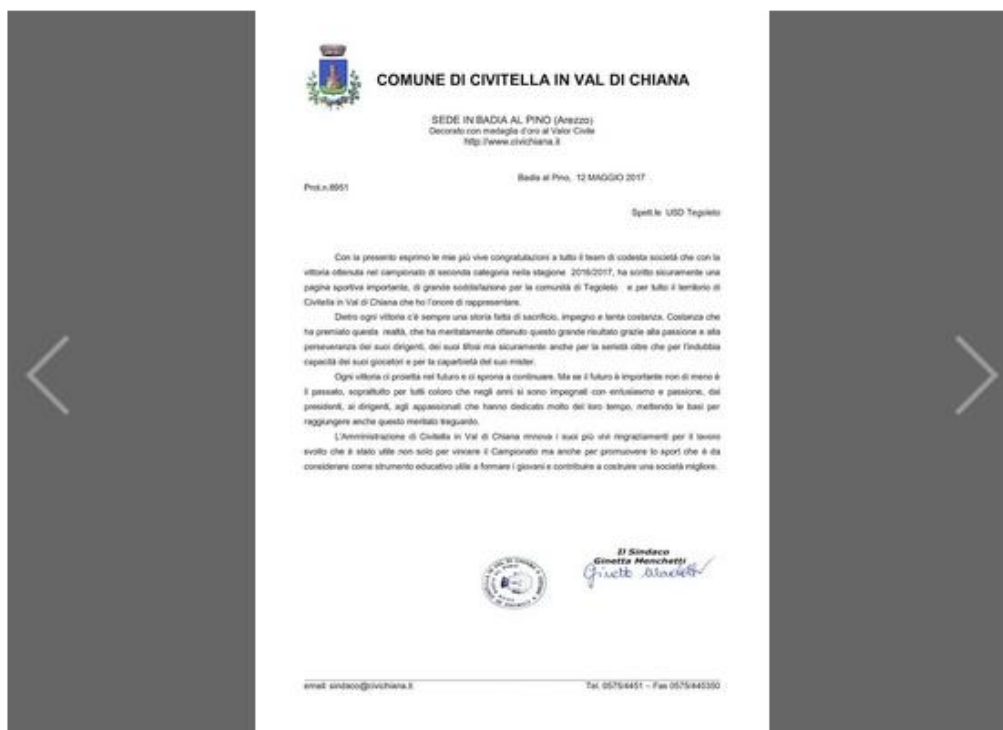 COMUNE DI CIVITELLA IN VAL DI CHIANA
SEDE IN BADIA AL PINO (Arezzo)
Decorato con medaglia d'oro al Valor Civile
http://www.civichiana.it
Badia al Pino, 12 MAGGIO 2017
Prot.n.8951
Spett.le USD Tegoleto
Con la presente esprimo le mie più vive congratulazioni a tutto il team di codesta società che con la
vittoria ottenuta nel campionato di seconda categoria nella stagione 2016/2017, ha scritto sicuramente una
pagina sportiva importante, di grande soddisfazione per la comunità di Tegoleto e per tutto il territorio di
Civitella in Val di Chiana che ho l'onore di rappresentare.
Dietro ogni vittoria c'è sempre una storia fatta di sacrificio, impegno e tanta costanza. Costanza che
ha premiato questa realtà, che ha meritatamente ottenuto questo grande risultato grazie alla passione e alla
perseveranza dei suoi dirigenti, dei suoi tifosi ma sicuramente anche per la serietà oltre che per l'indubbia
capacità dei suoi giocatori e per la caparbietà del suo mister.
Ogni vittoria ci proietta nel futuro e ci sprona a continuare. Ma se il futuro è importante non di meno è
il passato, soprattutto per tutti coloro che negli anni si sono impegnati con entusiasmo e passione, dai
presidenti, ai dirigenti, agli appassionati che hanno dedicato molto del loro tempo, mettendo le basi per
raggiungere anche questo meritato traguardo.
L'Amministrazione di Civitella in Val di Chiana rinnova i suoi più vivi ringraziamenti per il lavoro
svolto che è stato utile non solo per vincere il Campionato ma anche per promuovere lo sport che è da
considerare come strumento educativo utile a formare i giovani e contribuire a costruire una società migliore.
Il Sindaco
Ginetta Menchetti
email: sindaco@civichiana.it
Tel. 0575/4451 – Fax 0575/445350